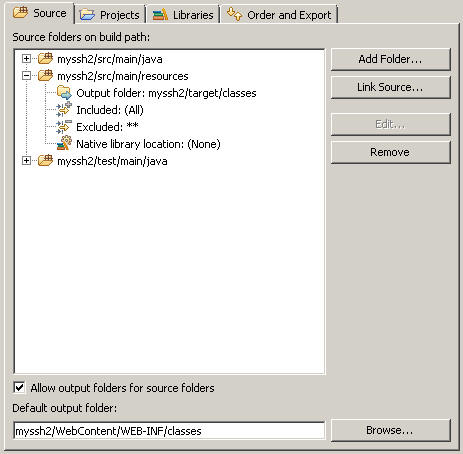 Source Projects Libraries Order and Export
Source folders on build path:
myssh2/src/main/java
myssh2/src/main/resources
Output folder: myssh2/target/classes
Included: (All)
Excluded: **
Native library location: (None)
myssh2/test/main/java
Add Folder...
Link Source...
Edit...
Remove
Allow output folders for source folders
Default output folder:
myssh2/WebContent/WEB-INF/classes
Browse...